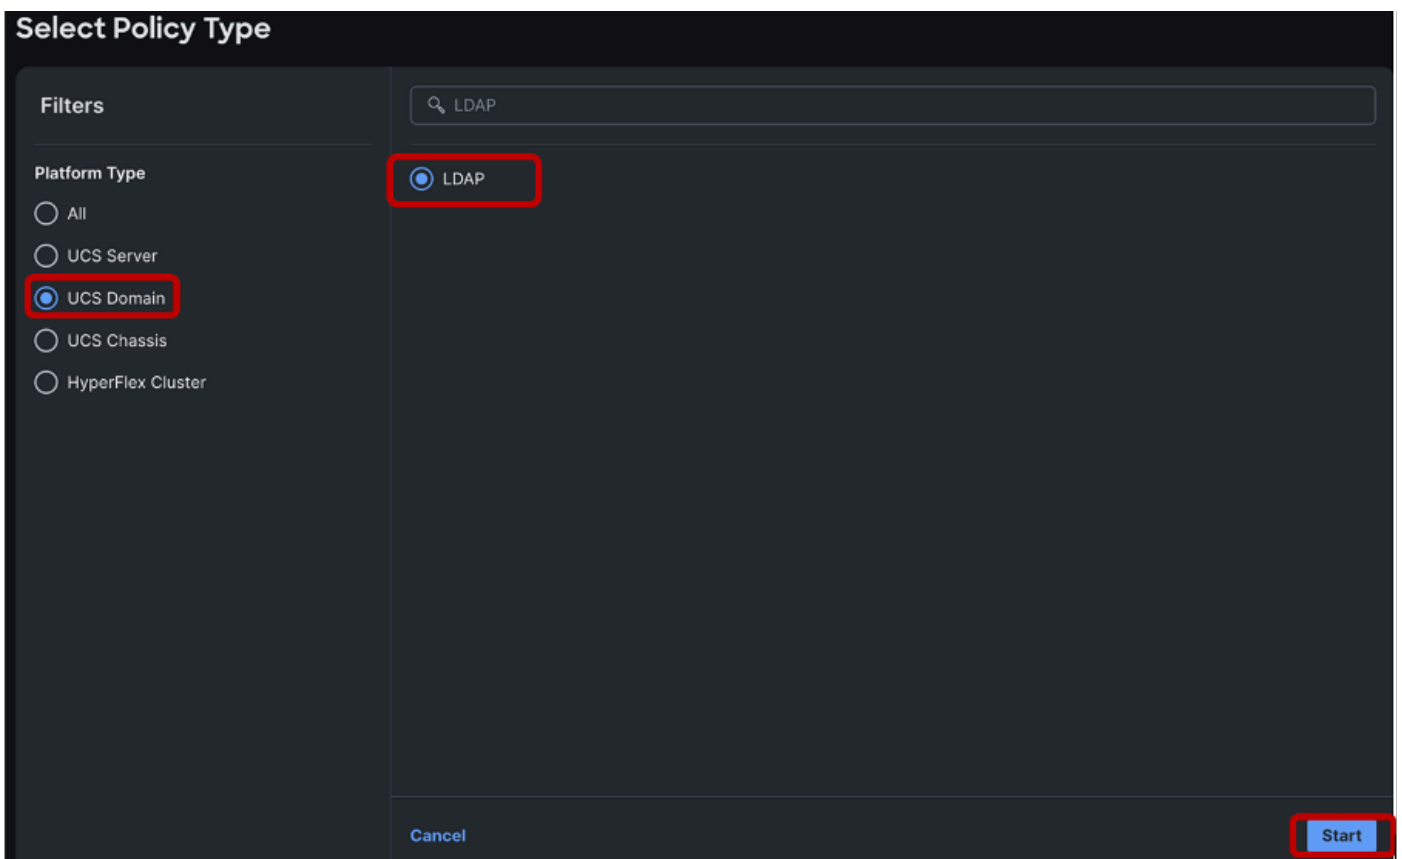 Select Policy Type
Filters
LDAP
Platform Type
LDAP
All
UCS Server
UCS Domain
UCS Chassis
HyperFlex Cluster
Cancel
Start